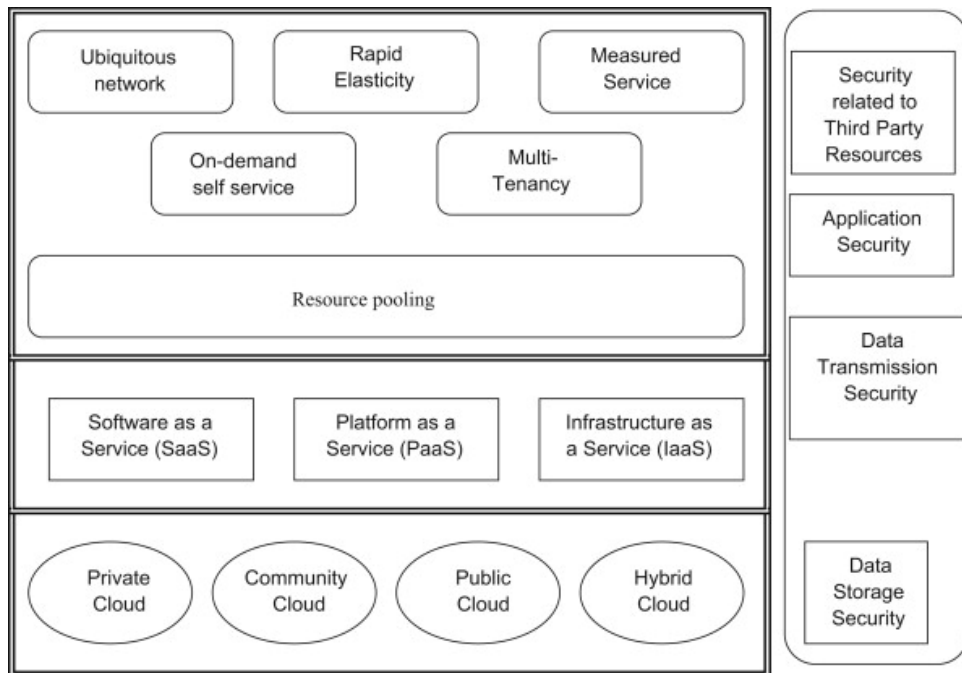 Ubiquitous
network
Rapid
Elasticity
Measured
Service
On-demand
self service
Multi-
Tenancy
Resource pooling
Software as a
Service (SaaS)
Platform as a
Service (PaaS)
Infrastructure as
a Service (IaaS)
Private
Cloud
Community
Cloud
Public
Cloud
Hybrid
Cloud
Security
related to
Third Party
Resources
Application
Security
Data
Transmission
Security
Data
Storage
Security